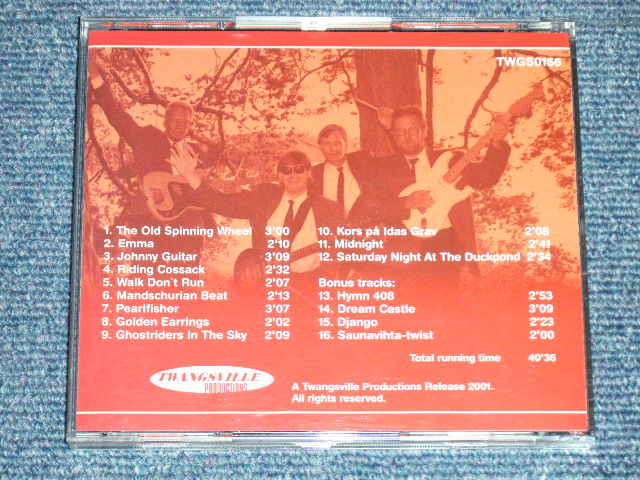 TWGS0166
1. The Old Spinning Wheel 3'00
2. Emma 2'10
3. Johnny Guitar 3'09
4. Riding Cossack 2'32
5. Walk Don´t Run 2'07
6. Mandschurian Beat 2'13
7. Pearlfisher 3'07
8. Golden Earrings 2'02
9. Ghostriders In The Sky 2'09
10. Kors på Idas Grav 2'08
11. Midnight 2'41
12. Saturday Night At The Duckpond 2'34
Bonus tracks:
13. Hymn 408 2'53
14. Dream Castle 3'09
15. Django 2'23
16. Saunavihta-twist 2'00
Total running time 40'36
TWANGSVILLE
PRODUCTIONS
A Twangsville Productions Release 2001.
All rights reserved.